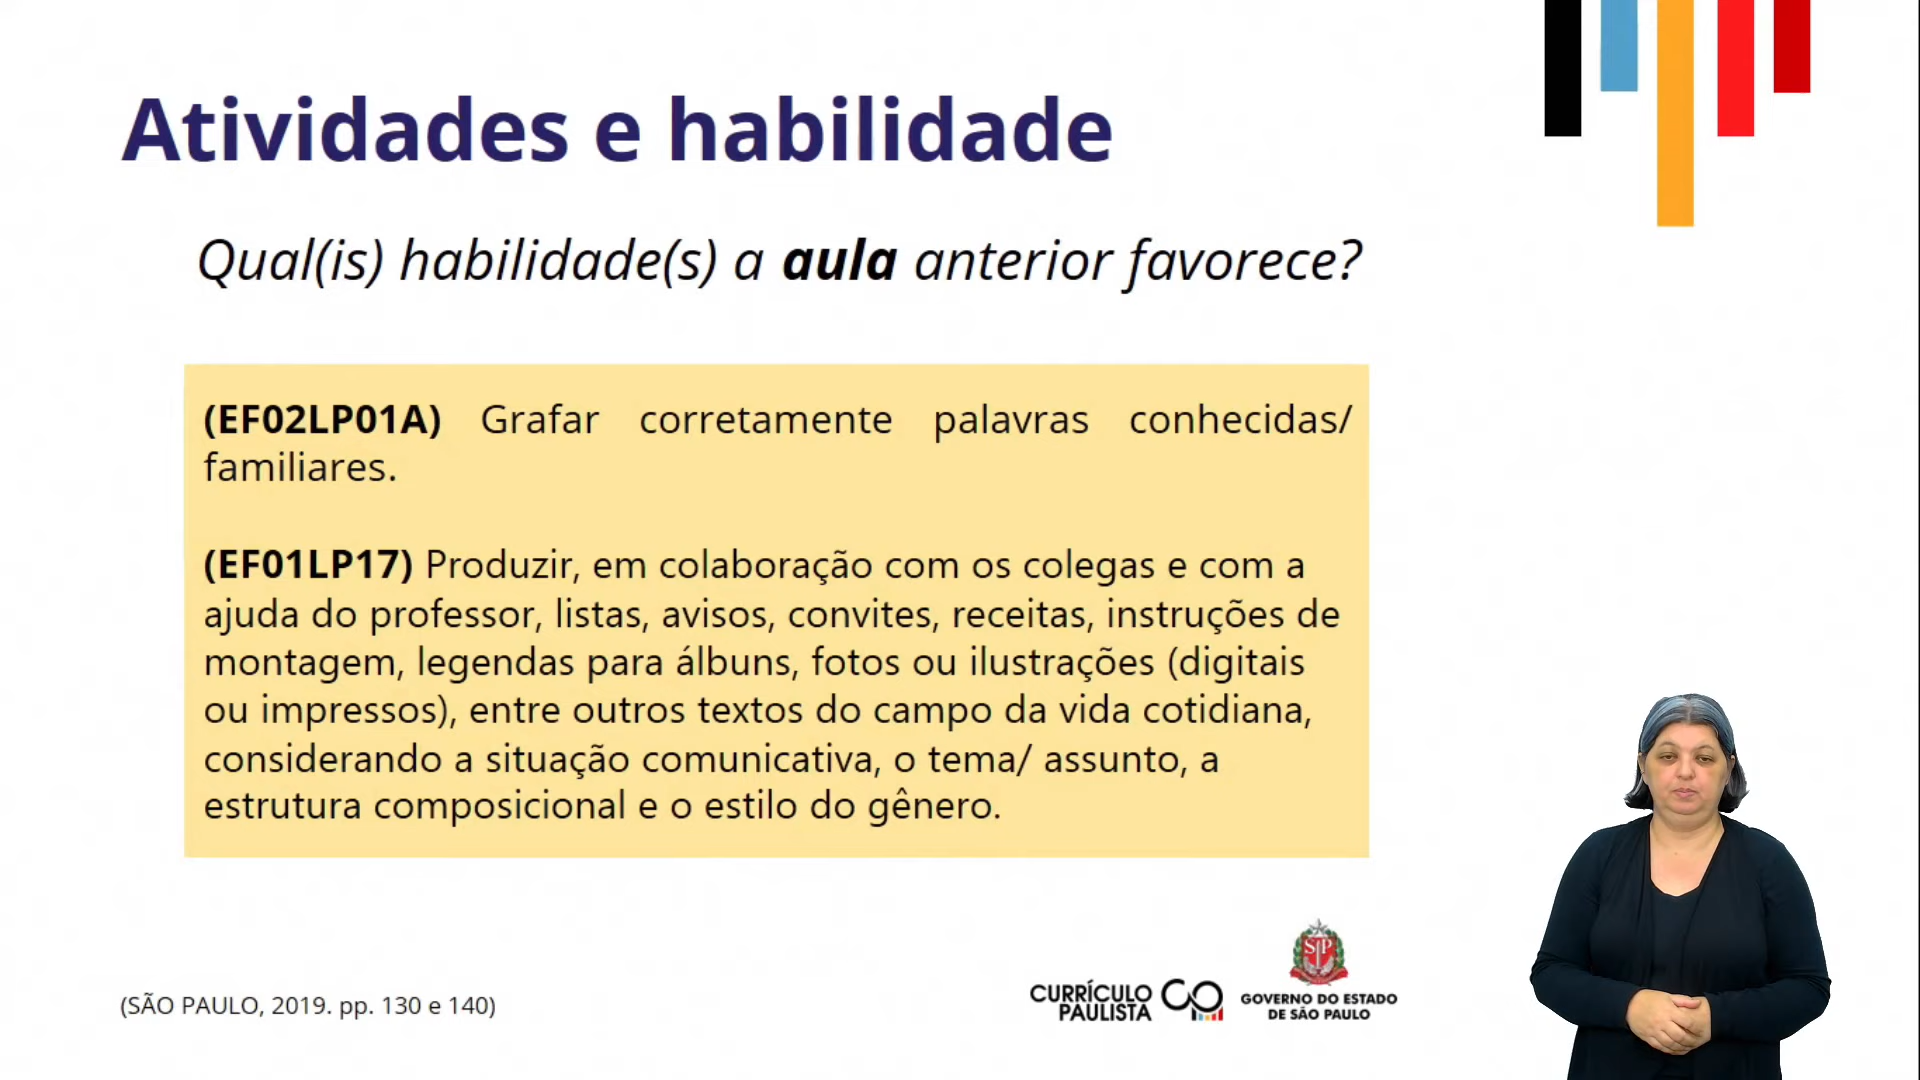 Atividades e habilidade
Qual(is) habilidade(s) a aula anterior favorece?
(EF02LP01A) Grafar corretamente palavras conhecidas/
familiares.
(EF01LP17) Produzir, em colaboração com os colegas e com a
ajuda do professor, listas, avisos, convites, receitas, instruções de
montagem, legendas para álbuns, fotos ou ilustrações (digitais
ou impressos), entre outros textos do campo da vida cotidiana,
considerando a situação comunicativa, o tema/ assunto, a
estrutura composicional e o estilo do gênero.
(SÃO PAULO, 2019. pp. 130 e 140)
CURRÍCULO
PAULISTA
SP
GOVERNO DO ESTADO
DE SÃO PAULO